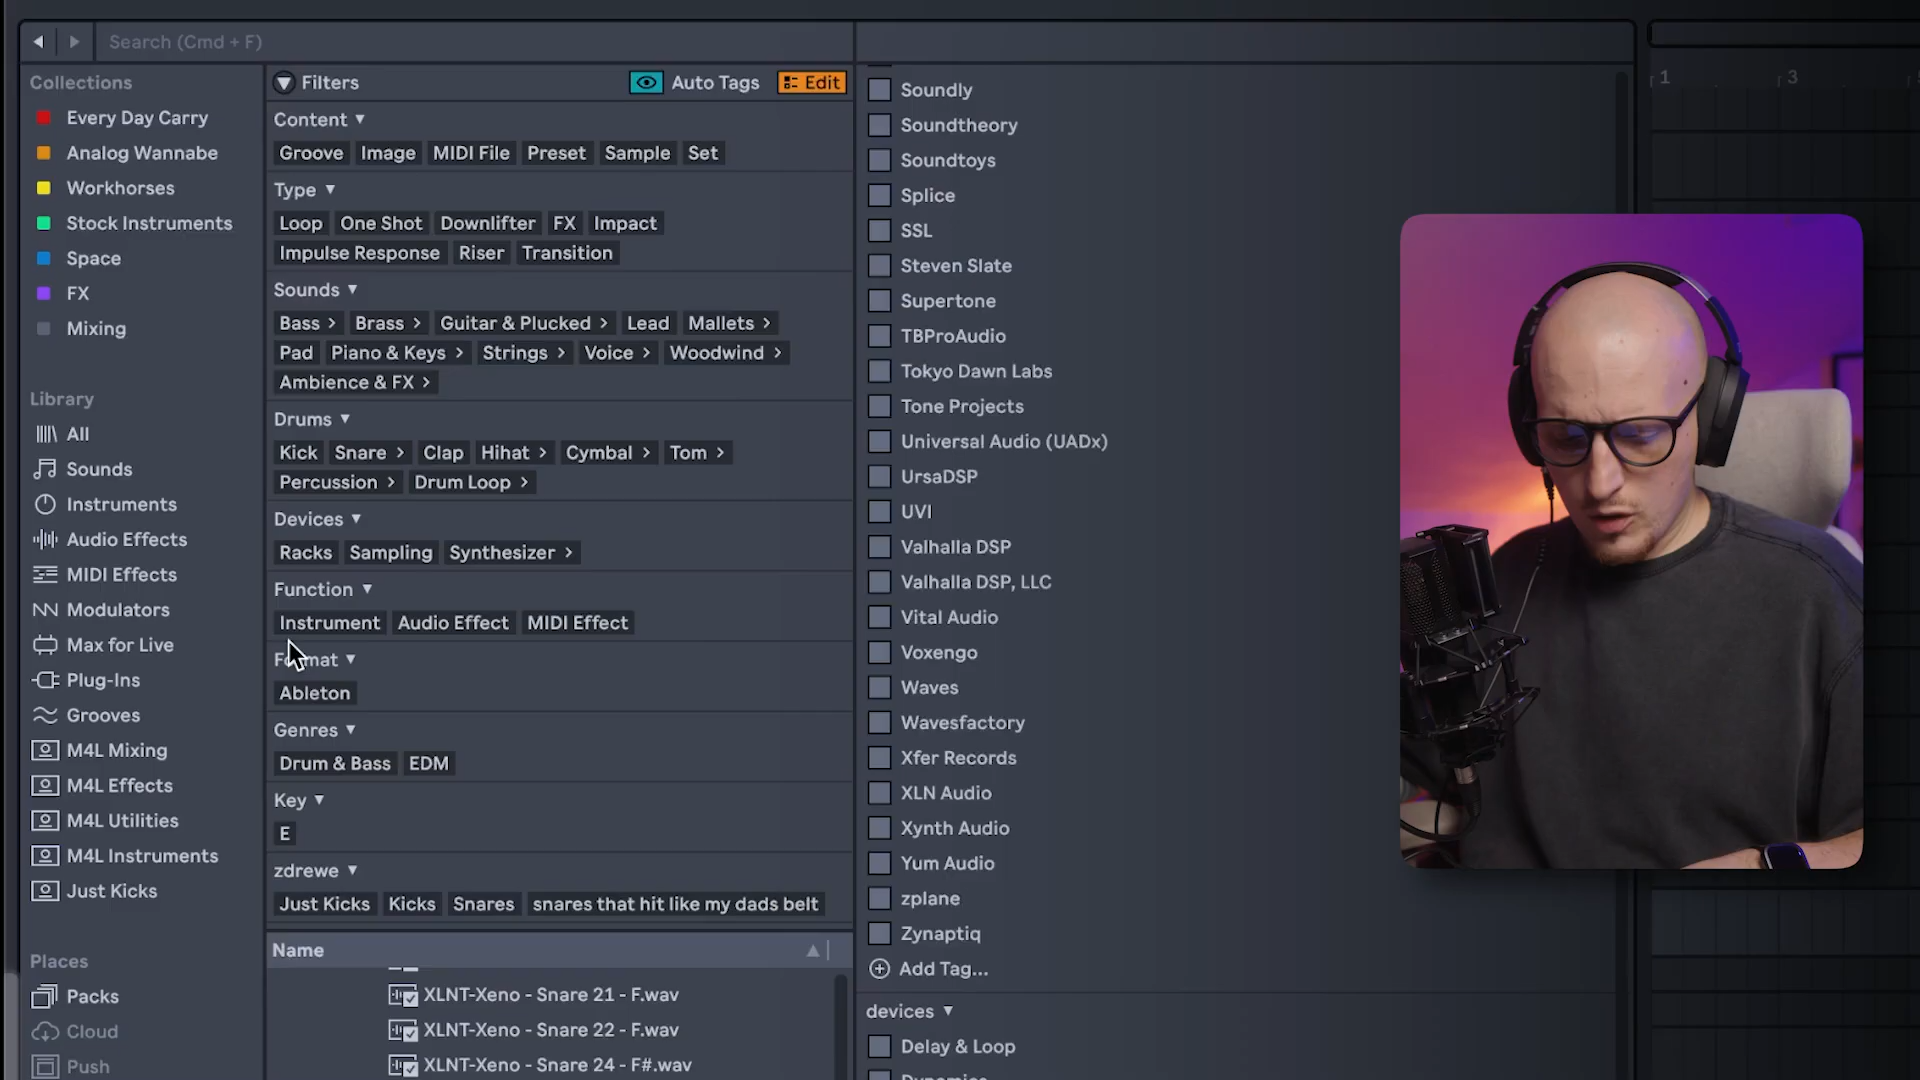 Search (Cmd + F)
Collections
Every Day Carry
Analog Wannabe
Workhorses
Stock Instruments
Space
FX
Mixing
Library
All
Sounds
Instruments
Audio Effects
MIDI Effects
Modulators
Max for Live
Plug-Ins
Grooves
M4L Mixing
M4L Effects
M4L Utilities
M4L Instruments
Just Kicks
Places
Packs
Cloud
Push
Filters Auto Tags Edit
Content
Groove Image MIDI File Preset Sample Set
Type
Loop One Shot Downlifter FX Impact
Impulse Response Riser Transition
Sounds
Bass > Brass > Guitar & Plucked > Lead Mallets >
Pad Piano & Keys > Strings > Voice > Woodwind >
Ambience & FX >
Drums
Kick Snare > Clap Hihat > Cymbal > Tom >
Percussion > Drum Loop >
Devices
Racks Sampling Synthesizer >
Function
Instrument Audio Effect MIDI Effect
Format
Ableton
Genres
Drum & Bass EDM
Key
E
zdrewe
Just Kicks Kicks Snares snares that hit like my dads belt
Name
XLNT-Xeno - Snare 21 - F.wav
XLNT-Xeno - Snare 22 - F.wav
XLNT-Xeno - Snare 24 - F#.wav
Soundly
Soundtheory
Soundtoys
Splice
SSL
Steven Slate
Supertone
TBProAudio
Tokyo Dawn Labs
Tone Projects
Universal Audio (UADx)
UrsaDSP
UVI
Valhalla DSP
Valhalla DSP, LLC
Vital Audio
Voxengo
Waves
Wavesfactory
Xfer Records
XLN Audio
Xynth Audio
Yum Audio
zplane
Zynaptiq
Add Tag...
devices
Delay & Loop
1 3